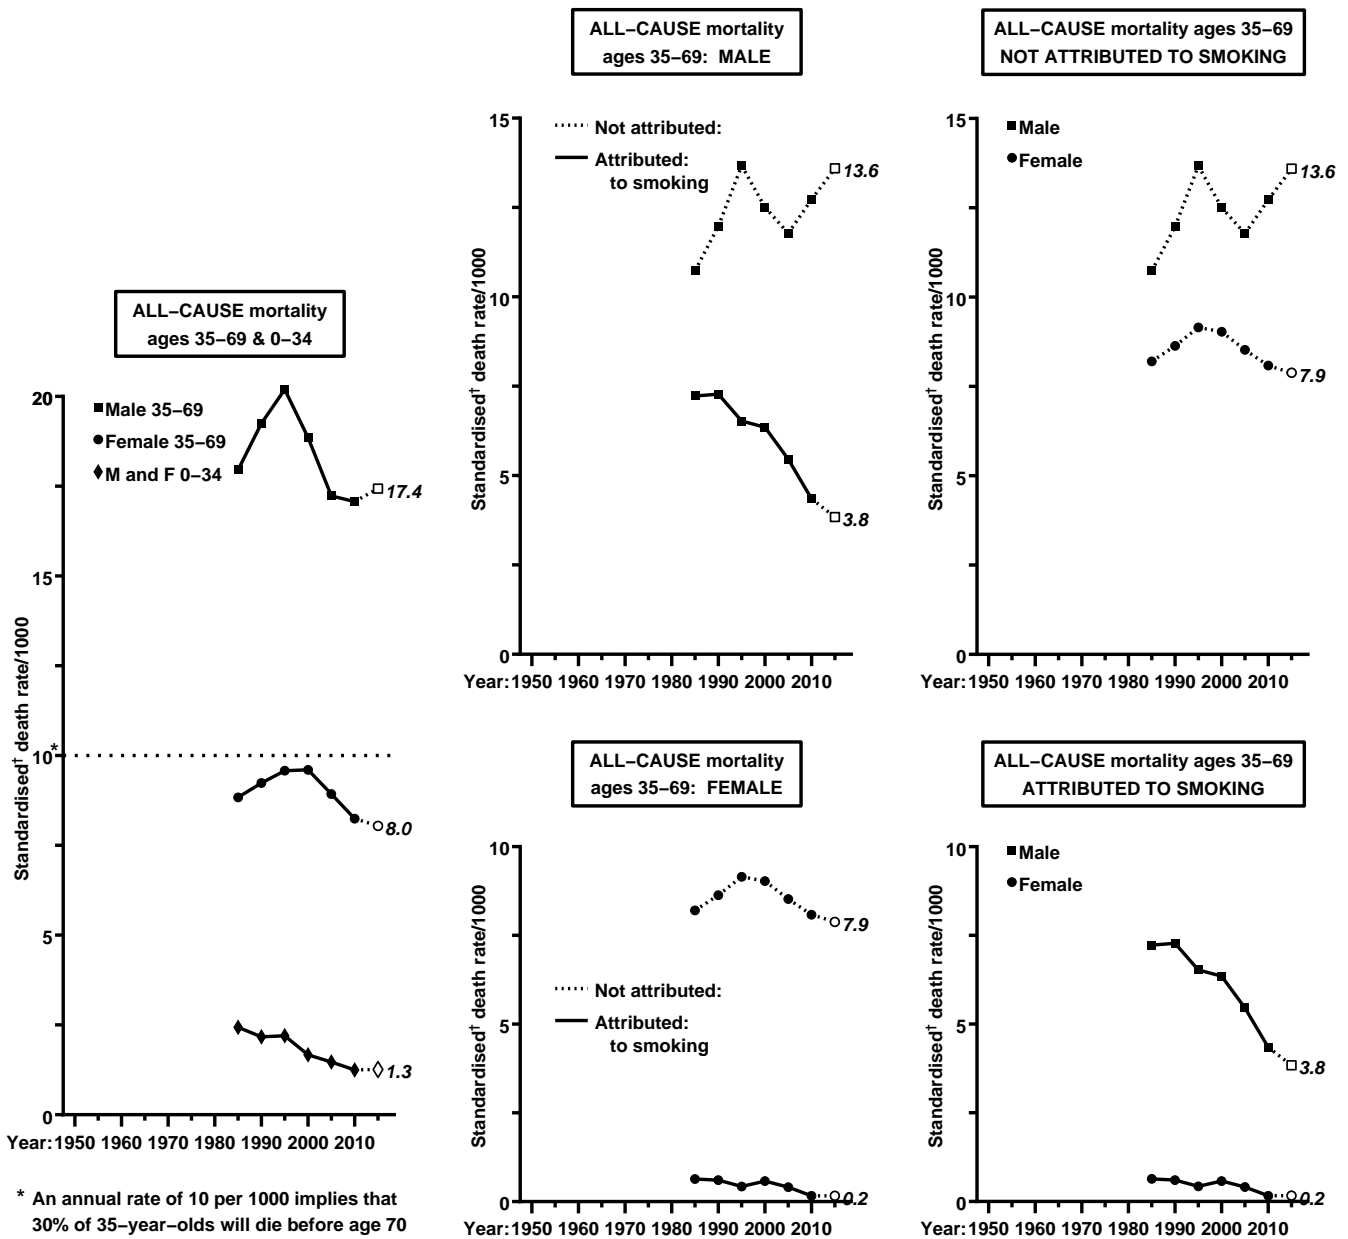 ALL−CAUSE mortality
ages 35−69 & 0−34
Male 35−69
Female 35−69
M and F 0−34
Standardised† death rate/1000
20
15
10
*
5
0
17.4
8.0
1.3
Year: 1950 1960 1970 1980 1990 2000 2010
* An annual rate of 10 per 1000 implies that
30% of 35−year−olds will die before age 70
ALL−CAUSE mortality
ages 35−69: MALE
Not attributed:
Attributed:
to smoking
Standardised† death rate/1000
15
10
5
0
13.6
3.8
Year: 1950 1960 1970 1980 1990 2000 2010
ALL−CAUSE mortality ages 35−69
NOT ATTRIBUTED TO SMOKING
Male
Female
Standardised† death rate/1000
15
10
5
0
13.6
7.9
Year: 1950 1960 1970 1980 1990 2000 2010
ALL−CAUSE mortality
ages 35−69: FEMALE
Not attributed:
Attributed:
to smoking
Standardised† death rate/1000
10
5
0
7.9
0.2
Year: 1950 1960 1970 1980 1990 2000 2010
ALL−CAUSE mortality ages 35−69
ATTRIBUTED TO SMOKING
Male
Female
Standardised† death rate/1000
10
5
0
3.8
0.2
Year: 1950 1960 1970 1980 1990 2000 2010